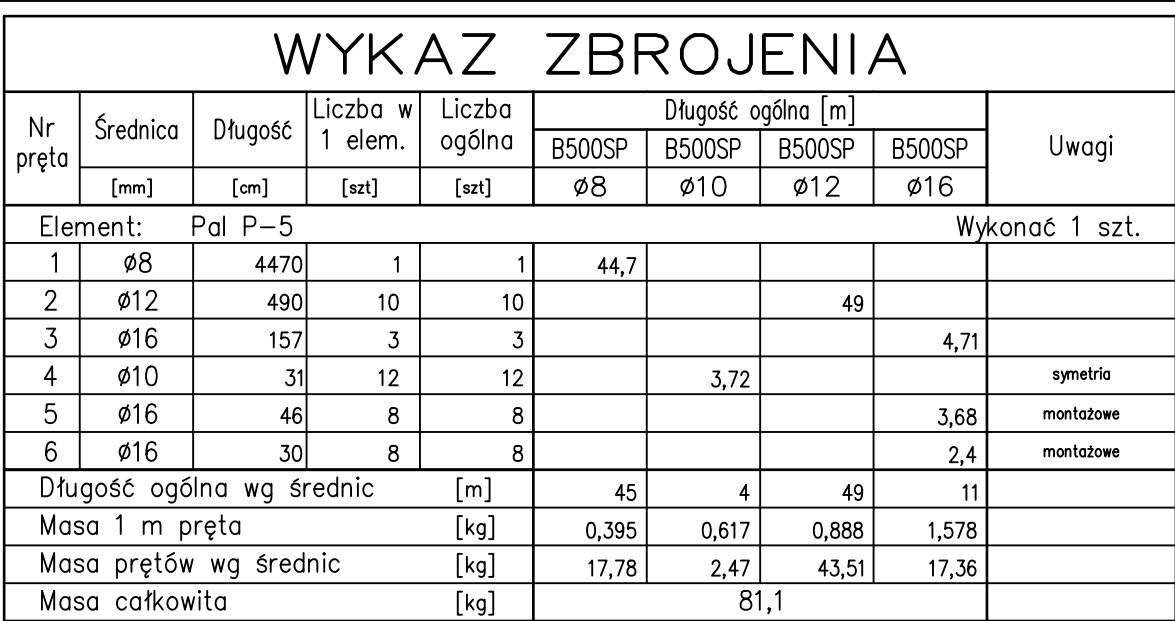 WYKAZ ZBROJENIA
Nr pręta Średnica Długość Liczba w 1 elem. Liczba ogólna Długość ogólna [m] Uwagi
B500SP B500SP B500SP B500SP
[mm] [cm] [szt] [szt] ø8 ø10 ø12 ø16
Element: Pal P-5 Wykonać 1 szt.
1 ø8 4470 1 1 44,7
2 ø12 490 10 10 49
3 ø16 157 3 3 4,71
4 ø10 31 12 12 3,72 symetria
5 ø16 46 8 8 3,68 montażowe
6 ø16 30 8 8 2,4 montażowe
Długość ogólna wg średnic [m] 45 4 49 11
Masa 1 m pręta [kg] 0,395 0,617 0,888 1,578
Masa prętów wg średnic [kg] 17,78 2,47 43,51 17,36
Masa całkowita [kg] 81,1